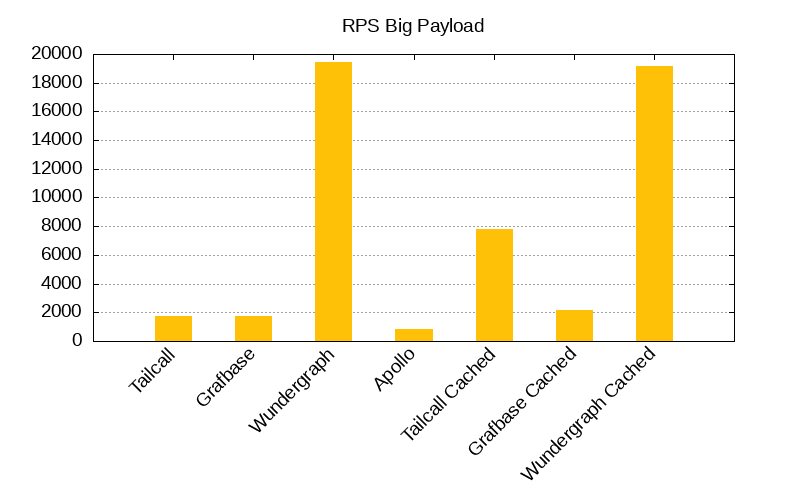 RPS Big Payload
20000
18000
16000
14000
12000
10000
8000
6000
4000
2000
0
Tailcall
Grafbase
Wundergraph
Apollo
Tailcall Cached
Grafbase Cached
Wundergraph Cached